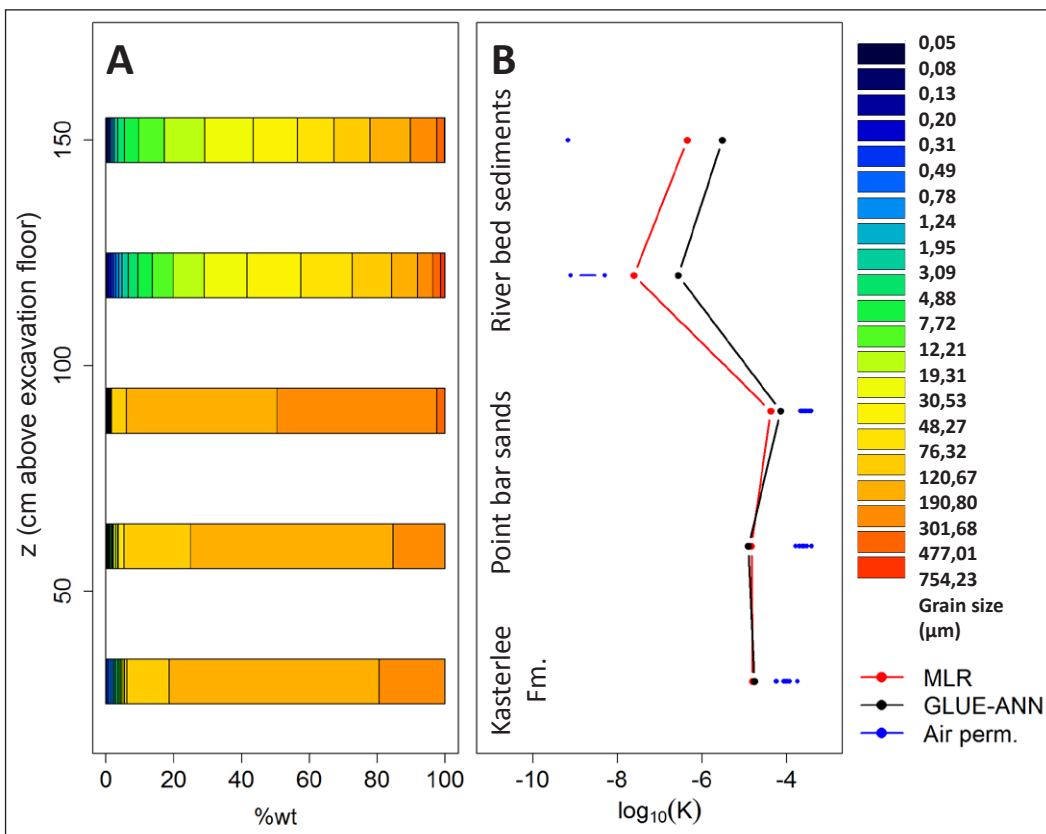 A
z (cm above excavation floor)
150
100
50
0
20
40
60
80
100
%wt
B
River bed sediments
Point bar sands
Kasterlee
Fm.
-10
-8
-6
-4
log10(K)
0,05
0,08
0,13
0,20
0,31
0,49
0,78
1,24
1,95
3,09
4,88
7,72
12,21
19,31
30,53
48,27
76,32
120,67
190,80
301,68
477,01
754,23
Grain size
(µm)
MLR
GLUE-ANN
Air perm.